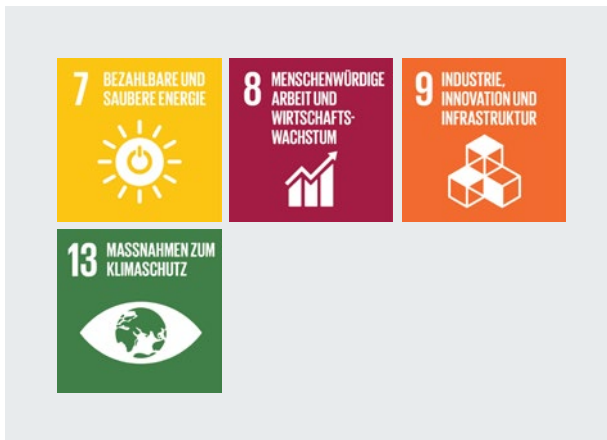 7 BEZAHLBARE UND
SAUBERE ENERGIE
8 MENSCHENWÜRDIGE
ARBEIT UND
WIRTSCHAFTS-
WACHSTUM
9 INDUSTRIE,
INNOVATION UND
INFRASTRUKTUR
13 MASSNAHMEN ZUM
KLIMASCHUTZ